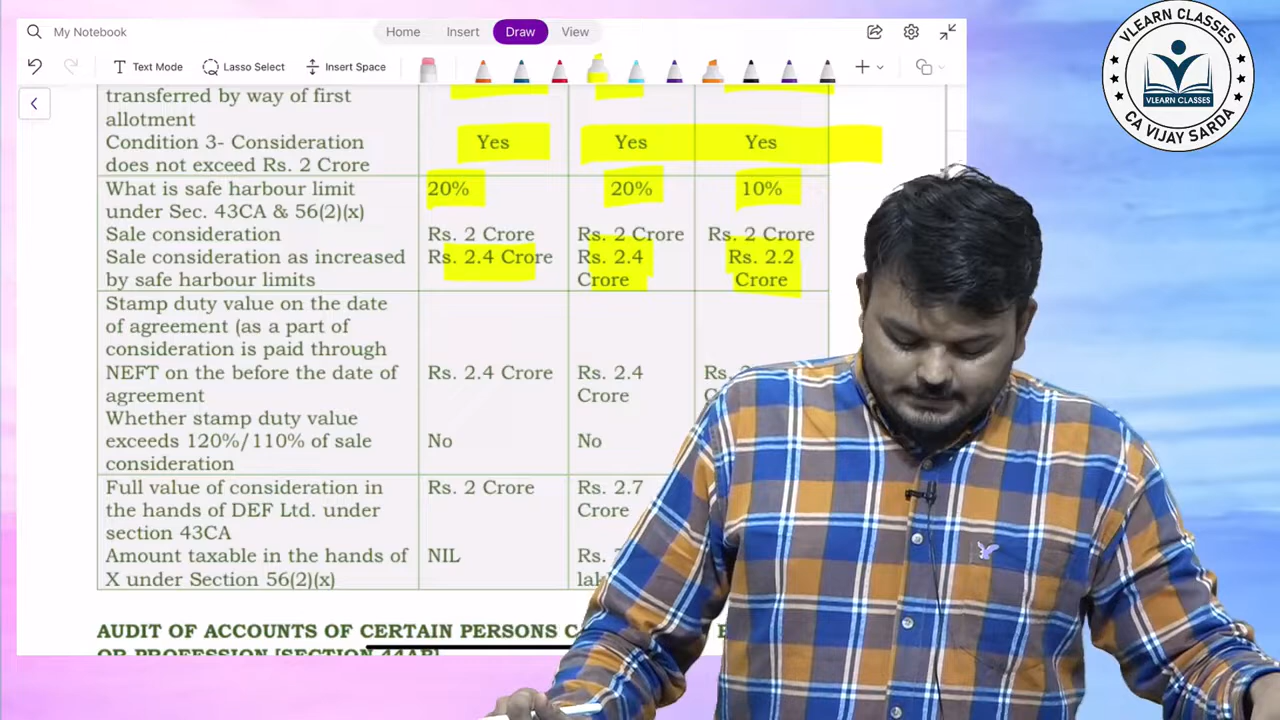 My Notebook
Home Insert Draw View
Text Mode Lasso Select Insert Space
transferred by way of first
allotment
Condition 3- Consideration Yes Yes Yes
does not exceed Rs. 2 Crore
What is safe harbour limit 20% 20% 10%
under Sec. 43CA & 56(2)(x)
Sale consideration Rs. 2 Crore Rs. 2 Crore Rs. 2 Crore
Sale consideration as increased Rs. 2.4 Crore Rs. 2.4 Rs. 2.2
by safe harbour limits Crore Crore
Stamp duty value on the date
of agreement (as a part of
consideration is paid through
NEFT on the before the date of Rs. 2.4 Crore Rs. 2.4 Rs.
agreement Crore
Whether stamp duty value
exceeds 120%/110% of sale No No
consideration
Full value of consideration in Rs. 2 Crore Rs. 2.7
the hands of DEF Ltd. under Crore
section 43CA
Amount taxable in the hands of NIL Rs.
X under Section 56(2)(x)
AUDIT OF ACCOUNTS OF CERTAIN PERSONS
OR PROFESSION [SECTION 44AB]
VLEARN CLASSES
VLEARN CLASSES
CA VIJAY SARDA